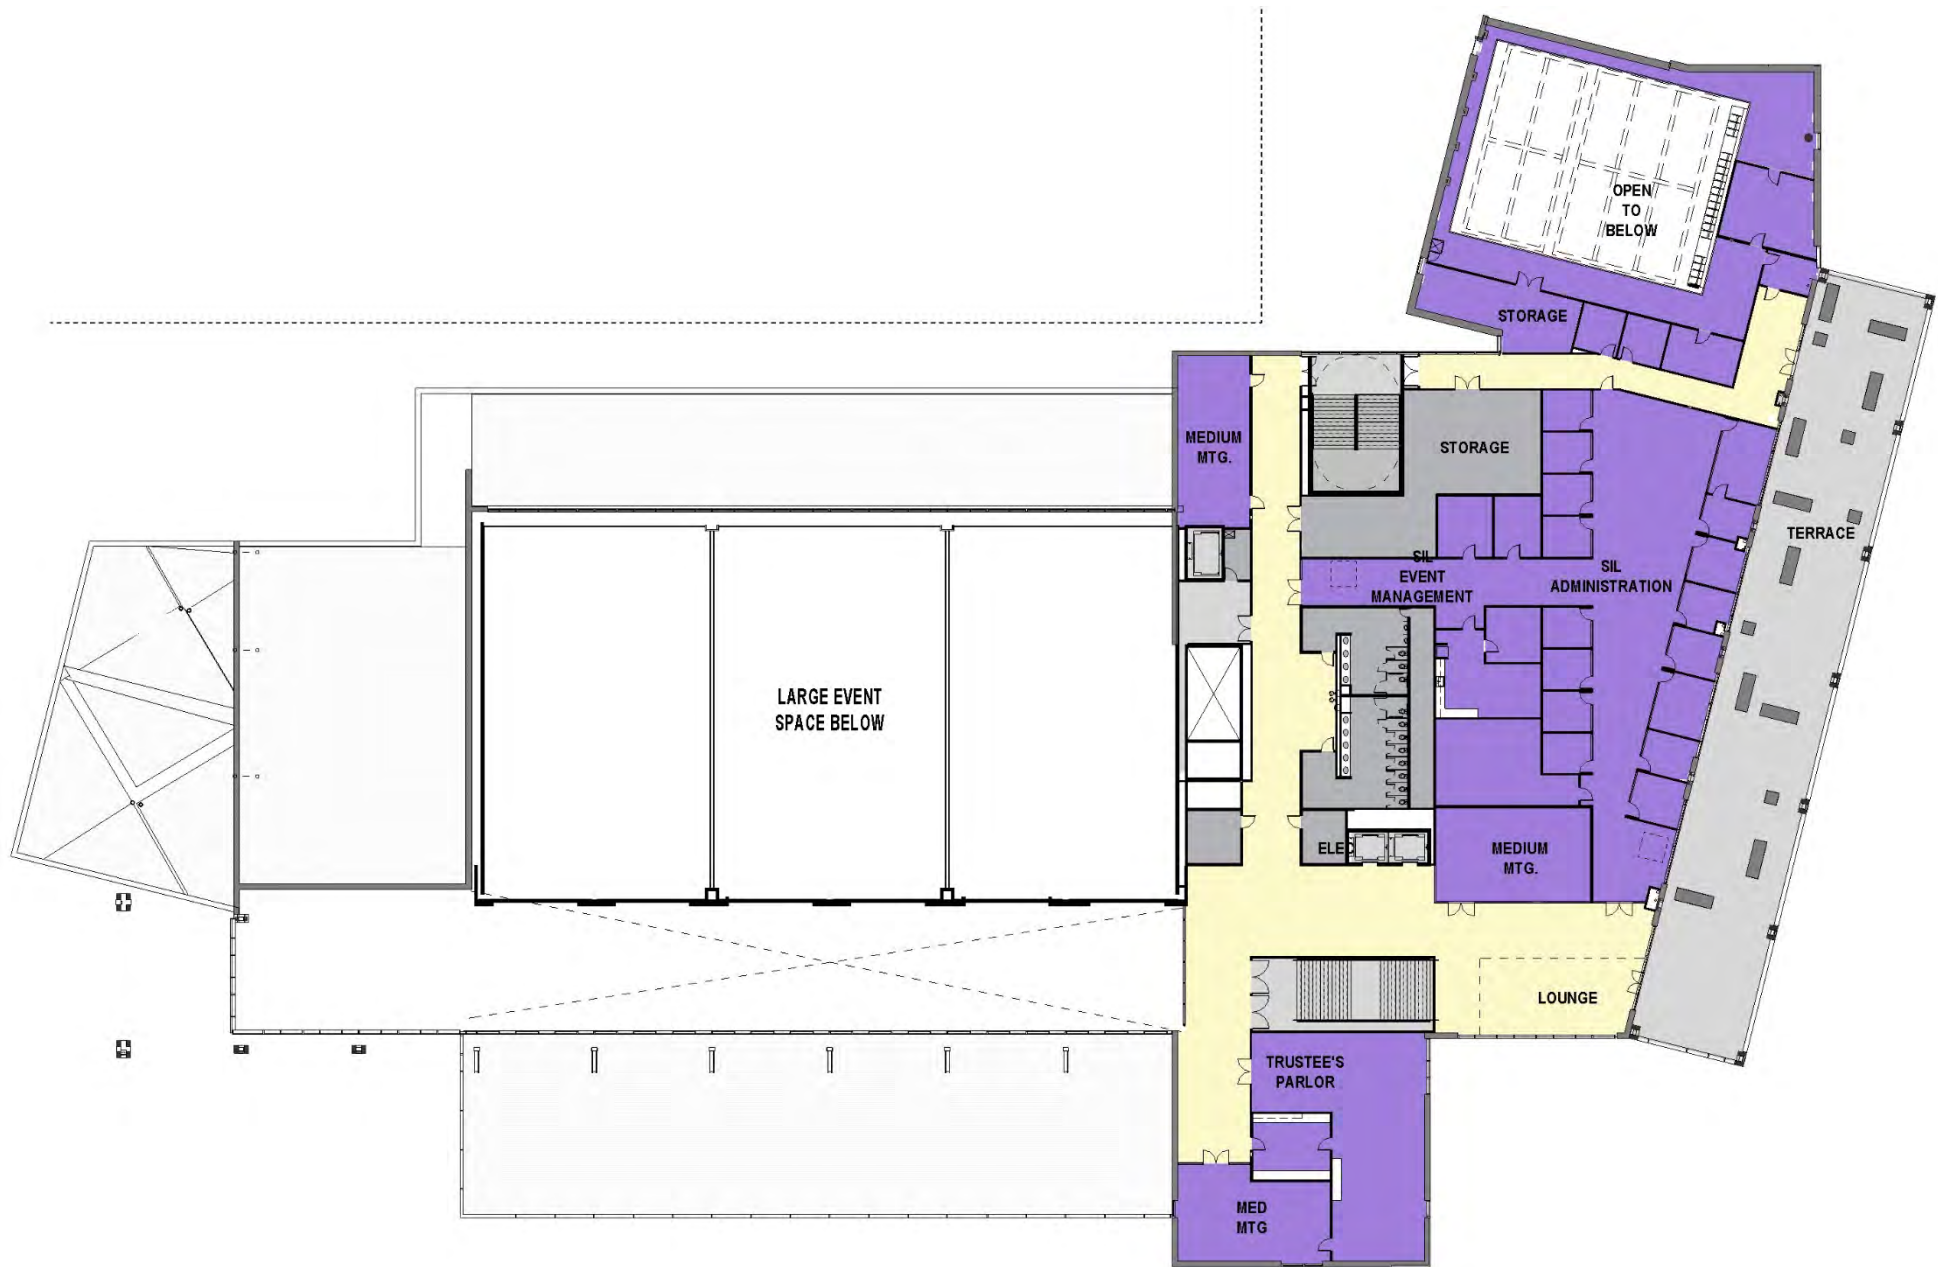 OPEN
TO
BELOW
STORAGE
MEDIUM
MTG.
STORAGE
TERRACE
SIL
EVENT
MANAGEMENT
SIL
ADMINISTRATION
LARGE EVENT
SPACE BELOW
ELEC
MEDIUM
MTG.
LOUNGE
TRUSTEE'S
PARLOR
MED
MTG